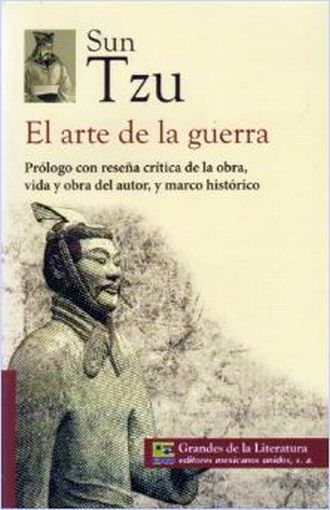 Sun
Tzu
El arte de la guerra
Prólogo con reseña crítica de la obra,
vida y obra del autor, y marco histórico
Grandes de la Literatura
editores mexicanos unidos, s. a.